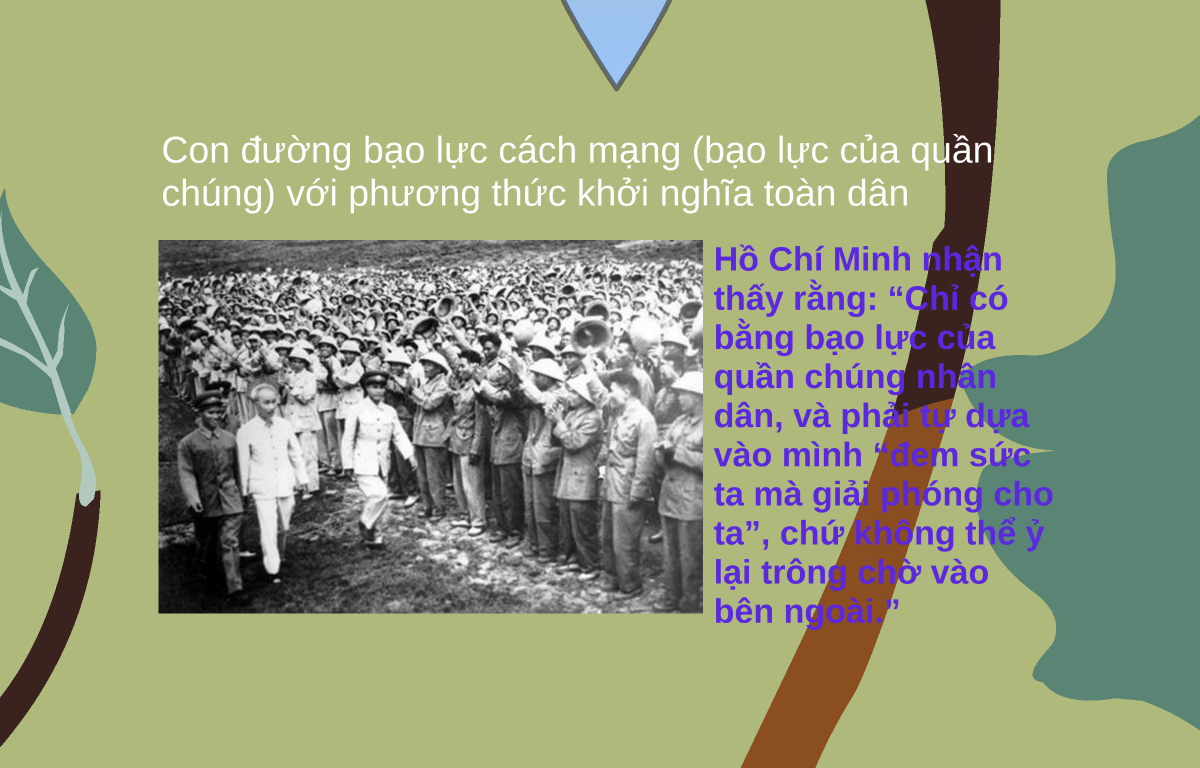 Con đường bạo lực cách mạng (bạo lực của quần
chúng) với phương thức khởi nghĩa toàn dân
Hồ Chí Minh nhận
thấy rằng: “Chỉ có
bằng bạo lực của
quần chúng nhân
dân, và phải tự dựa
vào mình “đem sức
ta mà giải phóng cho
ta”, chứ không thể ỷ
lại trông chờ vào
bên ngoài.”